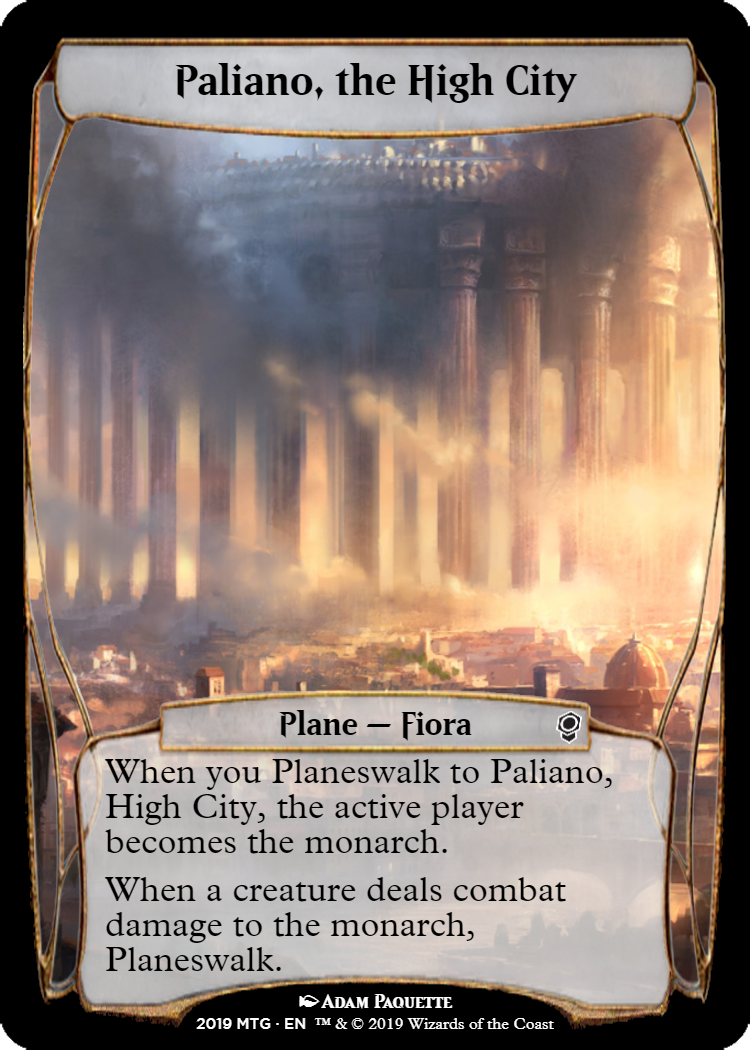 Paliano, the High City
Plane — Fiora
When you Planeswalk to Paliano,
High City, the active player
becomes the monarch.
When a creature deals combat
damage to the monarch,
Planeswalk.
Adam Paquette
2019 MTG · EN ™ & © 2019 Wizards of the Coast